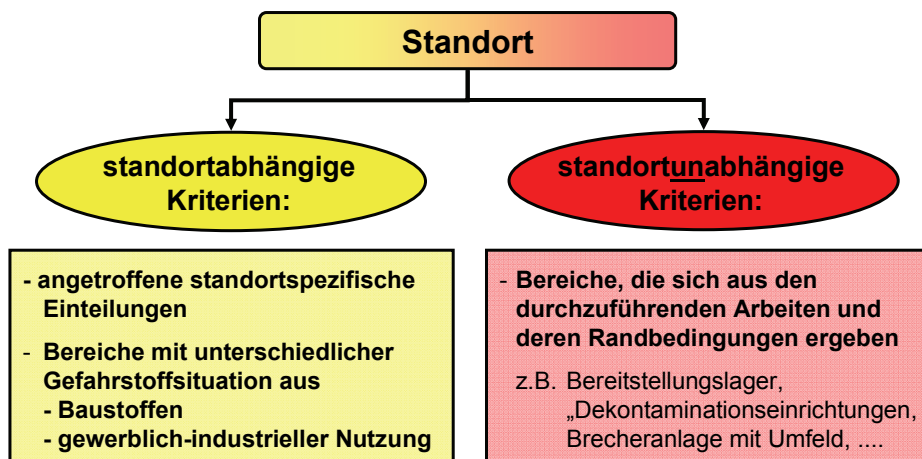 Standort
standortabhängige
Kriterien:
standortunabhängige
Kriterien:
- angetroffene standortspezifische
Einteilungen
- Bereiche mit unterschiedlicher
Gefahrstoffsituation aus
- Baustoffen
- gewerblich-industrieller Nutzung
- Bereiche, die sich aus den
durchzuführenden Arbeiten und
deren Randbedingungen ergeben
z.B. Bereitstellungslager,
„Dekontaminationseinrichtungen,
Brecheranlage mit Umfeld, ....